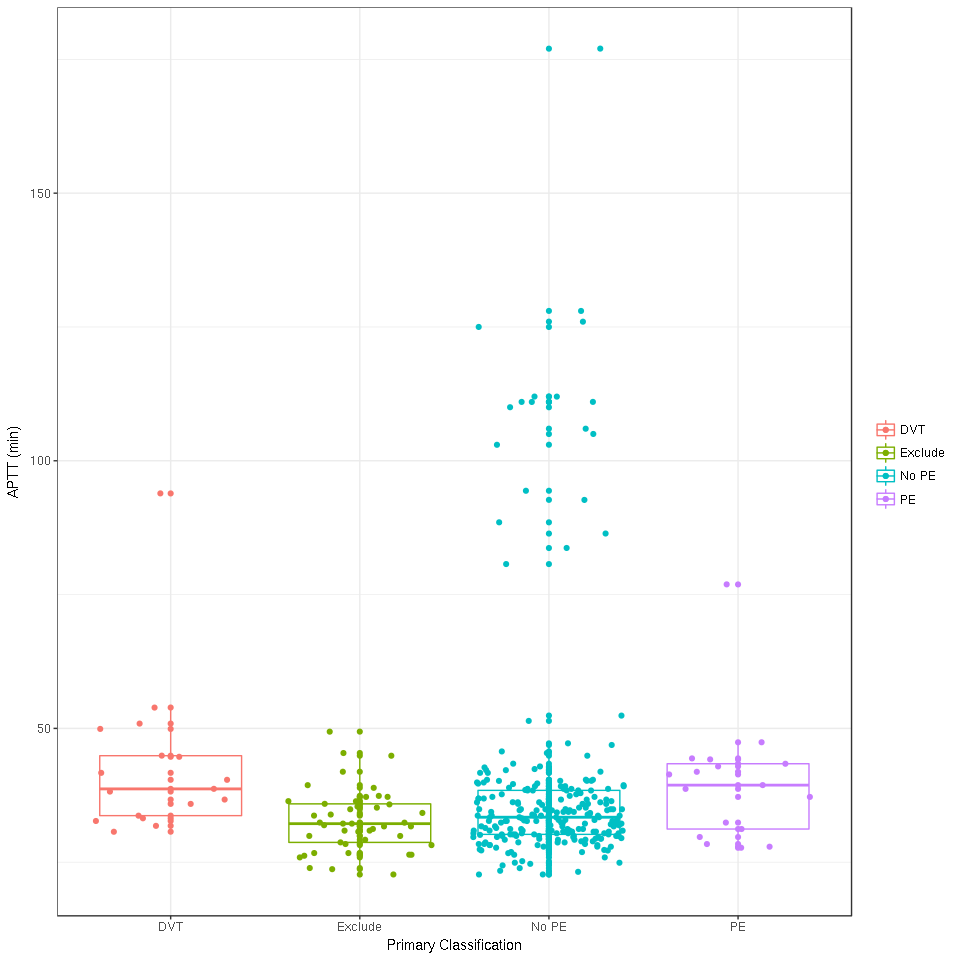 150
100
50
APTT (min)
DVT
Exclude
No PE
PE
Primary Classification
DVT
Exclude
No PE
PE